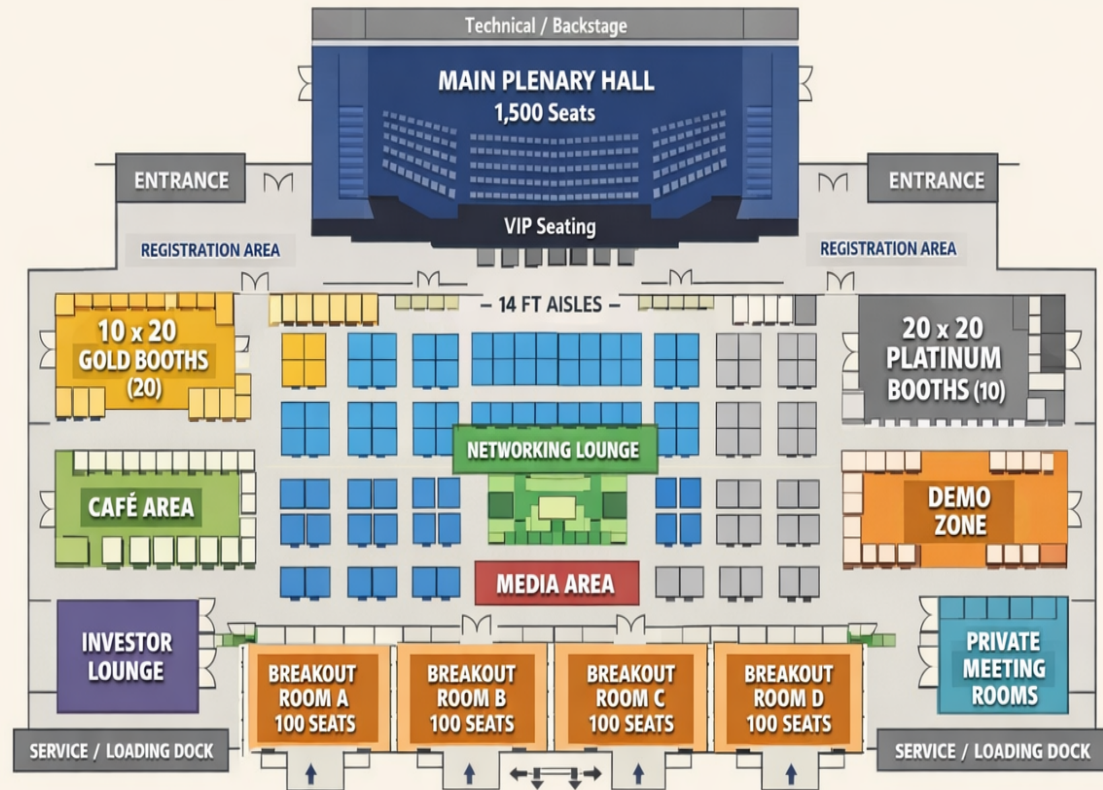 Technical / Backstage
MAIN PLENARY HALL
1,500 Seats
ENTRANCE
ENTRANCE
VIP Seating
REGISTRATION AREA
REGISTRATION AREA
– 14 FT AISLES –
10 x 20
GOLD BOOTHS
(20)
20 x 20
PLATINUM
BOOTHS (10)
NETWORKING LOUNGE
CAFÉ AREA
DEMO
ZONE
MEDIA AREA
INVESTOR
LOUNGE
PRIVATE
MEETING
ROOMS
BREAKOUT
ROOM A
100 SEATS
BREAKOUT
ROOM B
100 SEATS
BREAKOUT
ROOM C
100 SEATS
BREAKOUT
ROOM D
100 SEATS
SERVICE / LOADING DOCK
SERVICE / LOADING DOCK